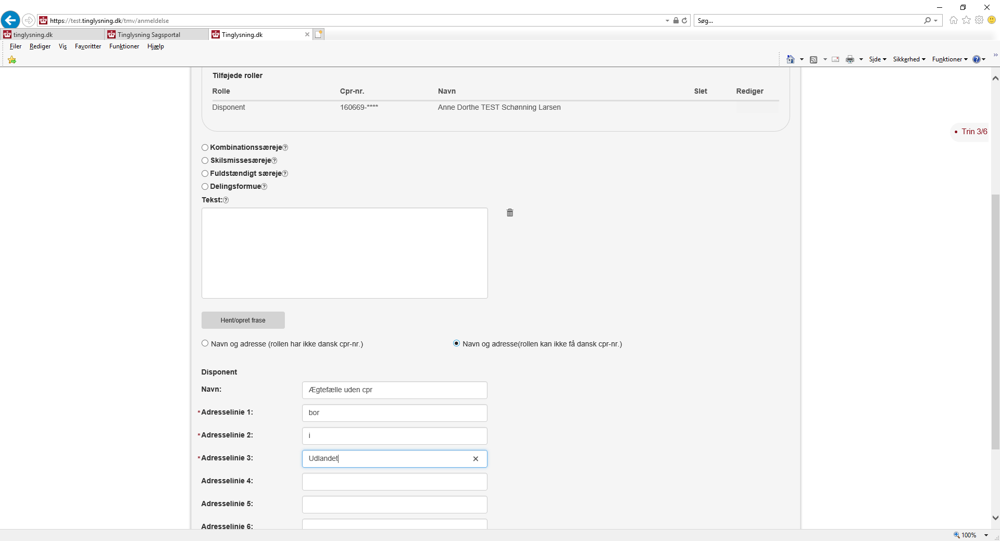 https://test.tinglysning.dk/tmv/anmeldelse
Søg...
tinglysning.dk
Tinglysning Sagsportal
Tinglysning.dk
Filer Rediger Vis Favoritter Funktioner Hjælp
Side Sikkerhed Funktioner
Tilføjede roller
Rolle Cpr-nr. Navn Slet Rediger
Disponent 160669-**** Anne Dorthe TEST Schønning Larsen
• Trin 3/6
Kombinationssæreje?
Skilsmissesæreje?
Fuldstændigt særeje?
Delingsformue?
Tekst:?
Hent/opret frase
Navn og adresse (rollen har ikke dansk cpr-nr.)
Navn og adresse(rollen kan ikke få dansk cpr-nr.)
Disponent
Navn: Ægtefælle uden cpr
*Adresselinie 1: bor
*Adresselinie 2: i
*Adresselinie 3: Udlandet
Adresselinie 4:
Adresselinie 5:
Adresselinie 6:
100%